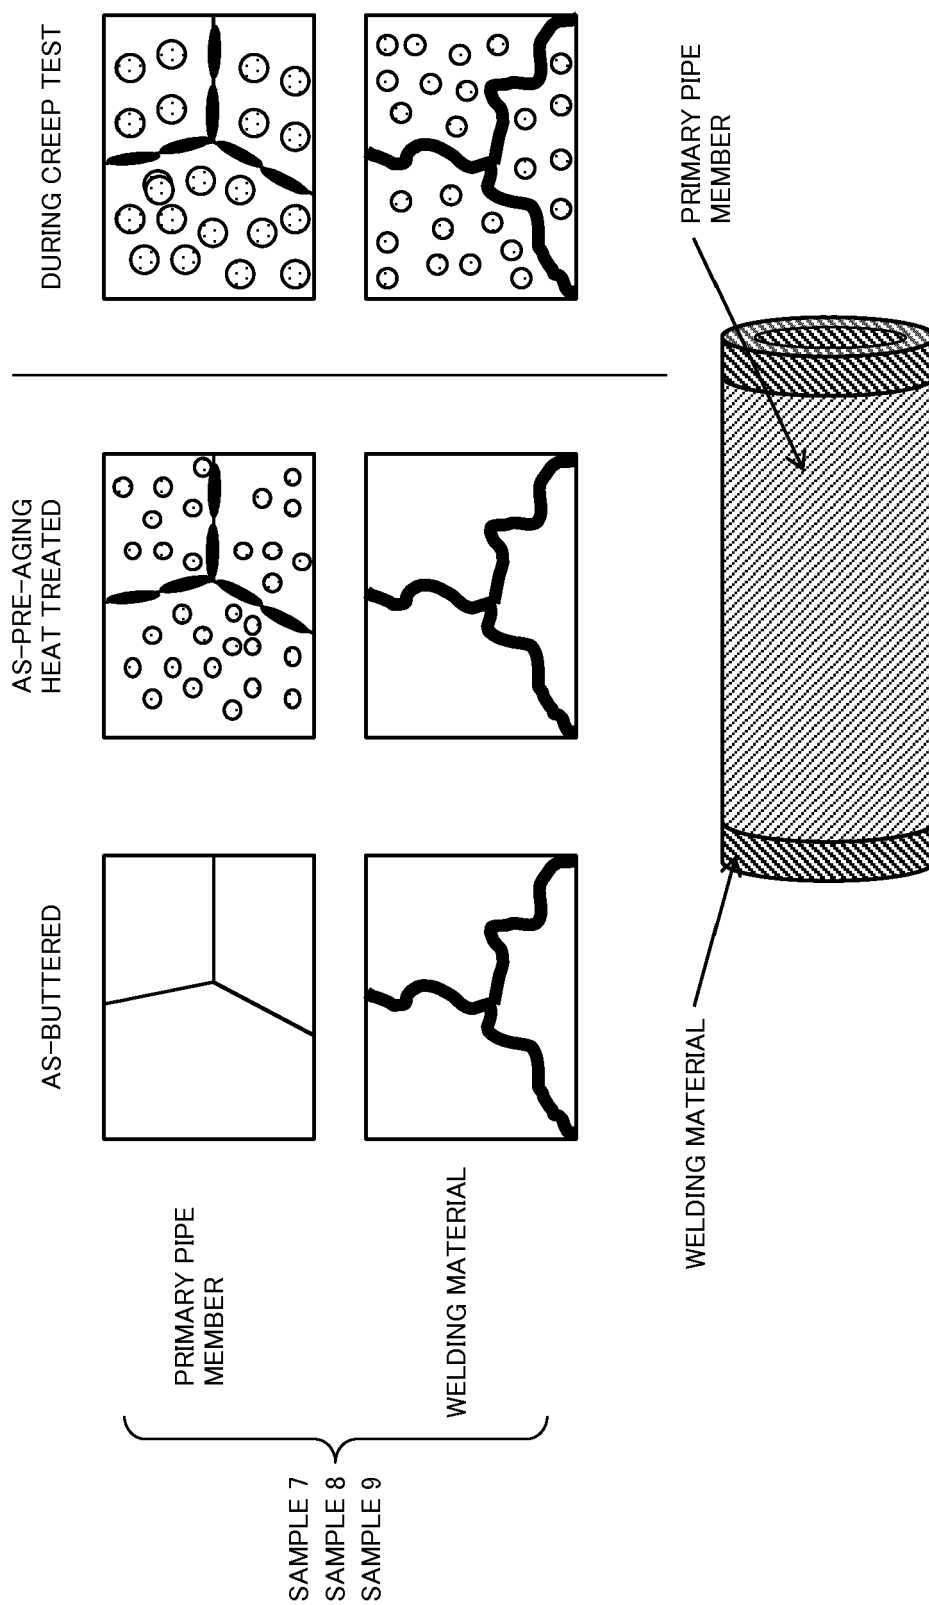 AS-BUTTERED
AS-PRE-AGING
HEAT TREATED
DURING CREEP TEST
SAMPLE 7
SAMPLE 8
SAMPLE 9
PRIMARY PIPE
MEMBER
WELDING MATERIAL
WELDING MATERIAL
PRIMARY PIPE
MEMBER